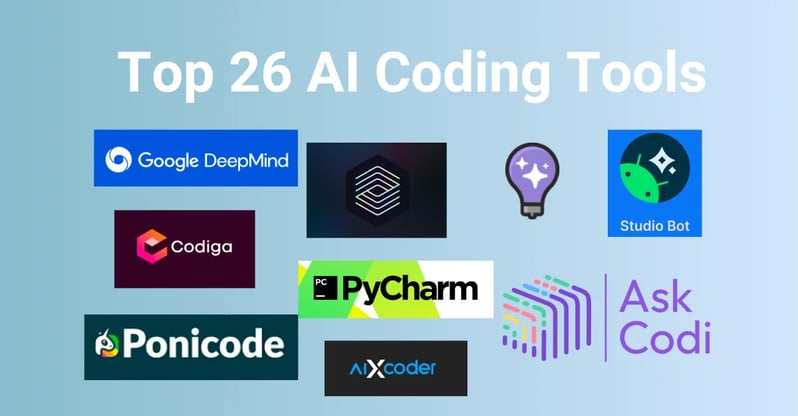 Top 26 AI Coding Tools
Google DeepMind
Studio Bot
Codiga
PC
PyCharm
Ask
Codi
Ponicode
aiXcoder